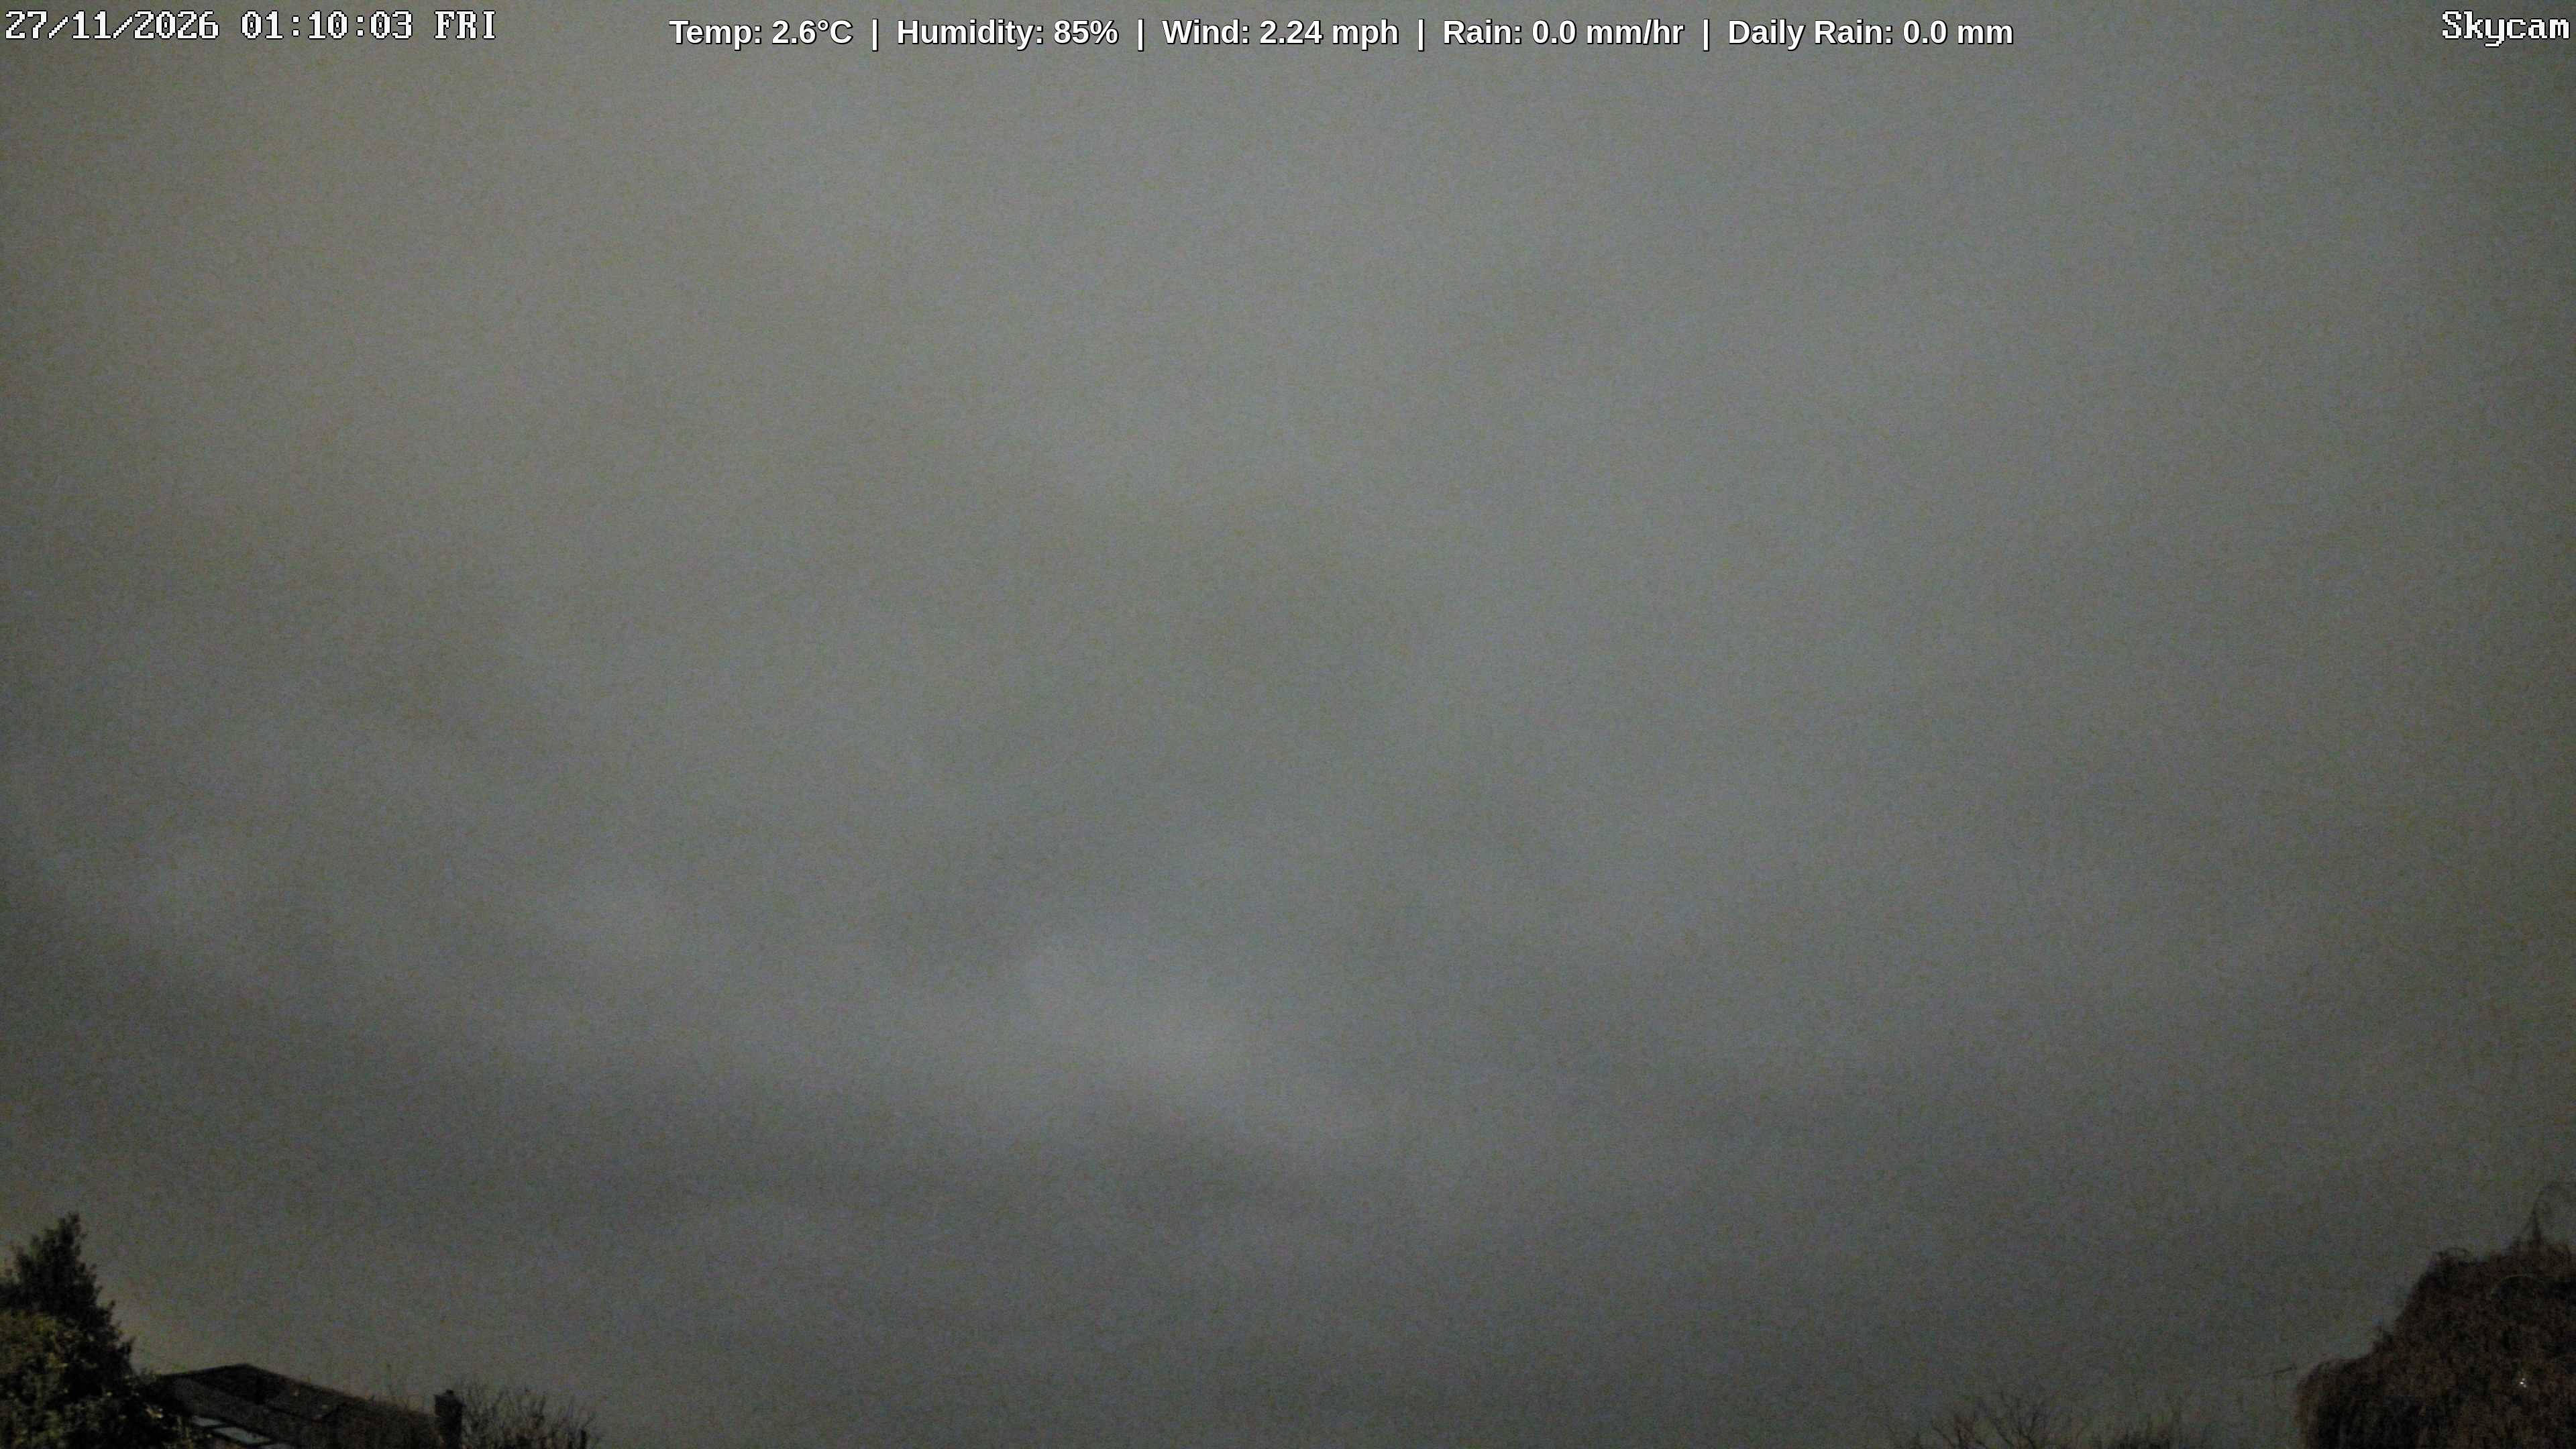 27/11/2026 01:10:03 FRI
Temp: 2.6°C | Humidity: 85% | Wind: 2.24 mph | Rain: 0.0 mm/hr | Daily Rain: 0.0 mm
Skycam